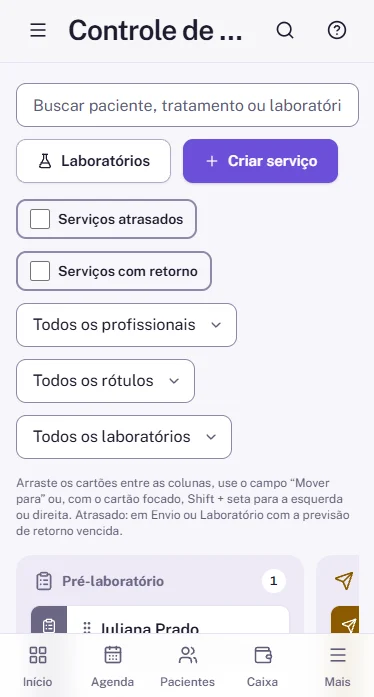 Controle de ...
Buscar paciente, tratamento ou laboratóri
Laboratórios
Criar serviço
Serviços atrasados
Serviços com retorno
Todos os profissionais
Todos os rótulos
Todos os laboratórios
Arraste os cartões entre as colunas, use o campo “Mover
para” ou, com o cartão focado, Shift + seta para a esquerda
ou direita. Atrasado: em Envio ou Laboratório com a previsão
de retorno vencida.
Pré-laboratório 1
Juliana Prado
Início
Agenda
Pacientes
Caixa
Mais